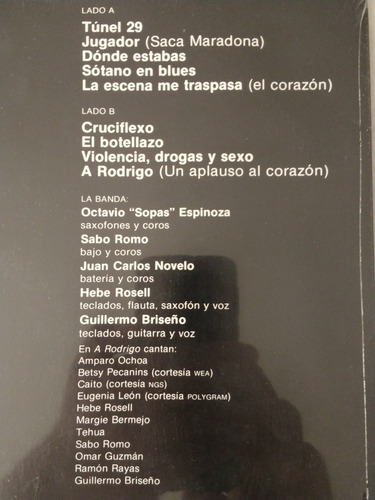 LADO A
Túnel 29
Jugador (Saca Maradona)
Dónde estabas
Sótano en blues
La escena me traspasa (el corazón)
LADO B
Cruciflexo
El botellazo
Violencia, drogas y sexo
A Rodrigo (Un aplauso al corazón)
LA BANDA:
Octavio "Sopas" Espinoza
saxofones y coros
Sabo Romo
bajo y coros
Juan Carlos Novelo
batería y coros
Hebe Rosell
teclados, flauta, saxofón y voz
Guillermo Briseño
teclados, guitarra y voz
En A Rodrigo cantan:
Amparo Ochoa
Betsy Pecanins (cortesía WEA)
Caito (cortesía NGS)
Eugenia León (cortesía POLYGRAM)
Hebe Rosell
Margie Bermejo
Tehua
Sabo Romo
Omar Guzmán
Ramón Rayas
Guillermo Briseño